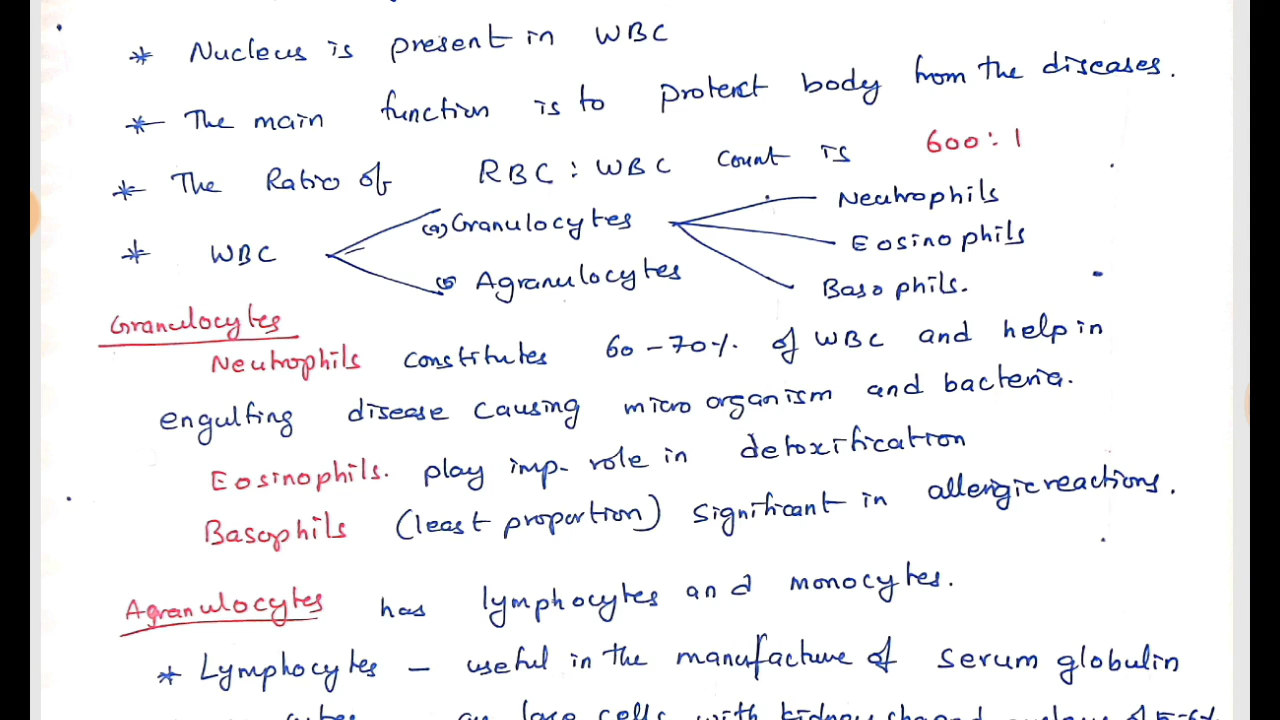 * Nucleus is present in WBC
* The main function is to protect body from the diseases.
* The Ratio of RBC : WBC count is 600 : 1
* WBC
(a) Granulocytes
(b) Agranulocytes
Neutrophils
Eosinophils
Basophils.
Granulocytes
Neutrophils constitutes 60-70% of WBC and help in
engulfing disease causing micro organism and bacteria.
Eosinophils. play imp. role in detoxification
Basophils (least proportion) significant in allergic reactions.
Agranulocytes has lymphocytes and monocytes.
* Lymphocytes – useful in the manufacture of serum globulin
cells with kidney